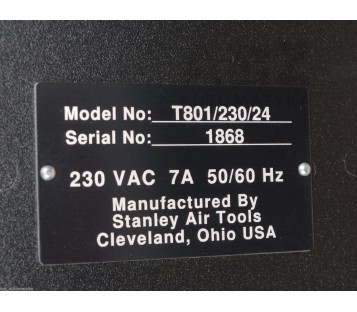 Model No: T801/230/24
Serial No: 1868
230 VAC 7A 50/60 Hz
Manufactured By
Stanley Air Tools
Cleveland, Ohio USA